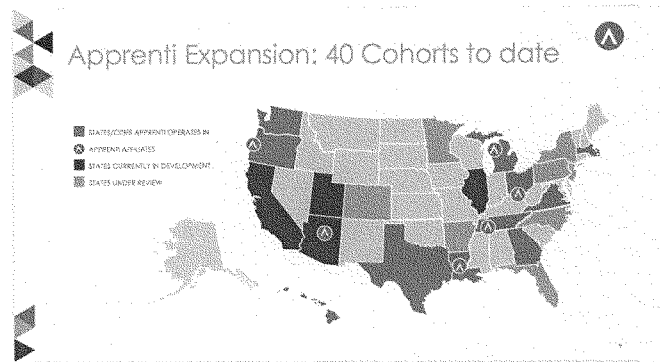 Apprenti Expansion: 40 Cohorts to date
STATES/CONS APPRENTI OPERATES IN
APPRENTI AFFILIATES
STATES CURRENTLY IN DEVELOPMENT
STATES UNDER REVIEW